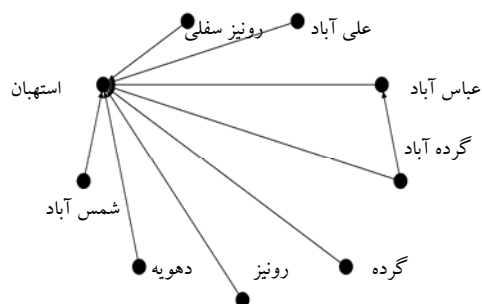 رونیز سفلی
علی آباد
استهبان
عباس آباد
گرده آباد
شمس آباد
دهویه
رونیز
گرده